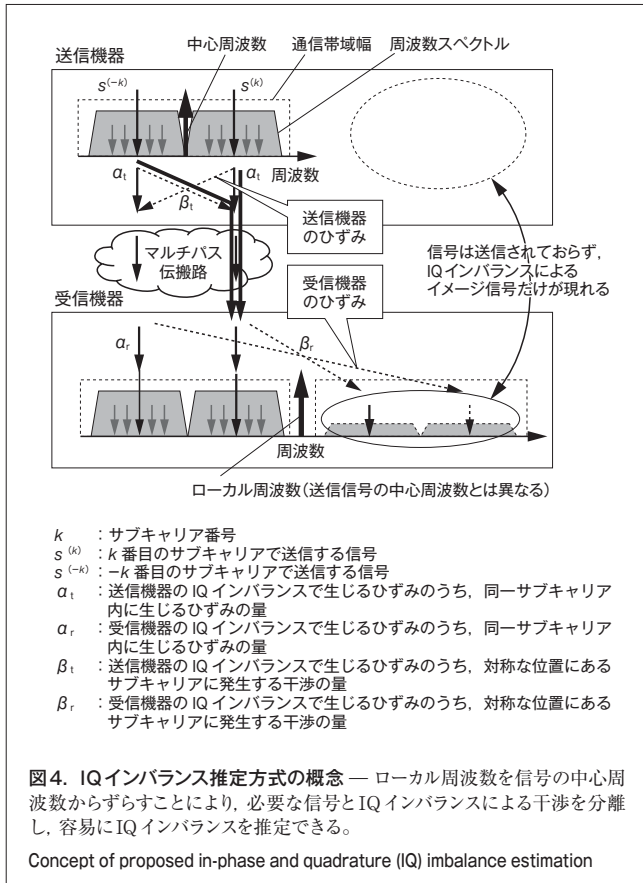 中心周波数
通信帯域幅
周波数スペクトル
送信機器
s(-k)
s(k)
αt
αt
周波数
βt
送信機器
のひずみ
マルチパス
伝搬路
信号は送信されておらず,
IQインバランスによる
イメージ信号だけが現れる
受信機器
のひずみ
受信機器
αr
βr
周波数
ローカル周波数(送信信号の中心周波数とは異なる)
k :サブキャリア番号
s(k) :k 番目のサブキャリアで送信する信号
s(-k) :-k 番目のサブキャリアで送信する信号
αt :送信機器の IQ インバランスで生じるひずみのうち, 同一サブキャリア
内に生じるひずみの量
αr :受信機器の IQ インバランスで生じるひずみのうち, 同一サブキャリア
内に生じるひずみの量
βt :送信機器の IQ インバランスで生じるひずみのうち, 対称な位置にある
サブキャリアに発生する干渉の量
βr :受信機器の IQ インバランスで生じるひずみのうち, 対称な位置にある
サブキャリアに発生する干渉の量
図4. IQインバランス推定方式の概念 — ローカル周波数を信号の中心周
波数からずらすことにより, 必要な信号とIQインバランスによる干渉を分離
し, 容易にIQインバランスを推定できる。
Concept of proposed in-phase and quadrature (IQ) imbalance estimation